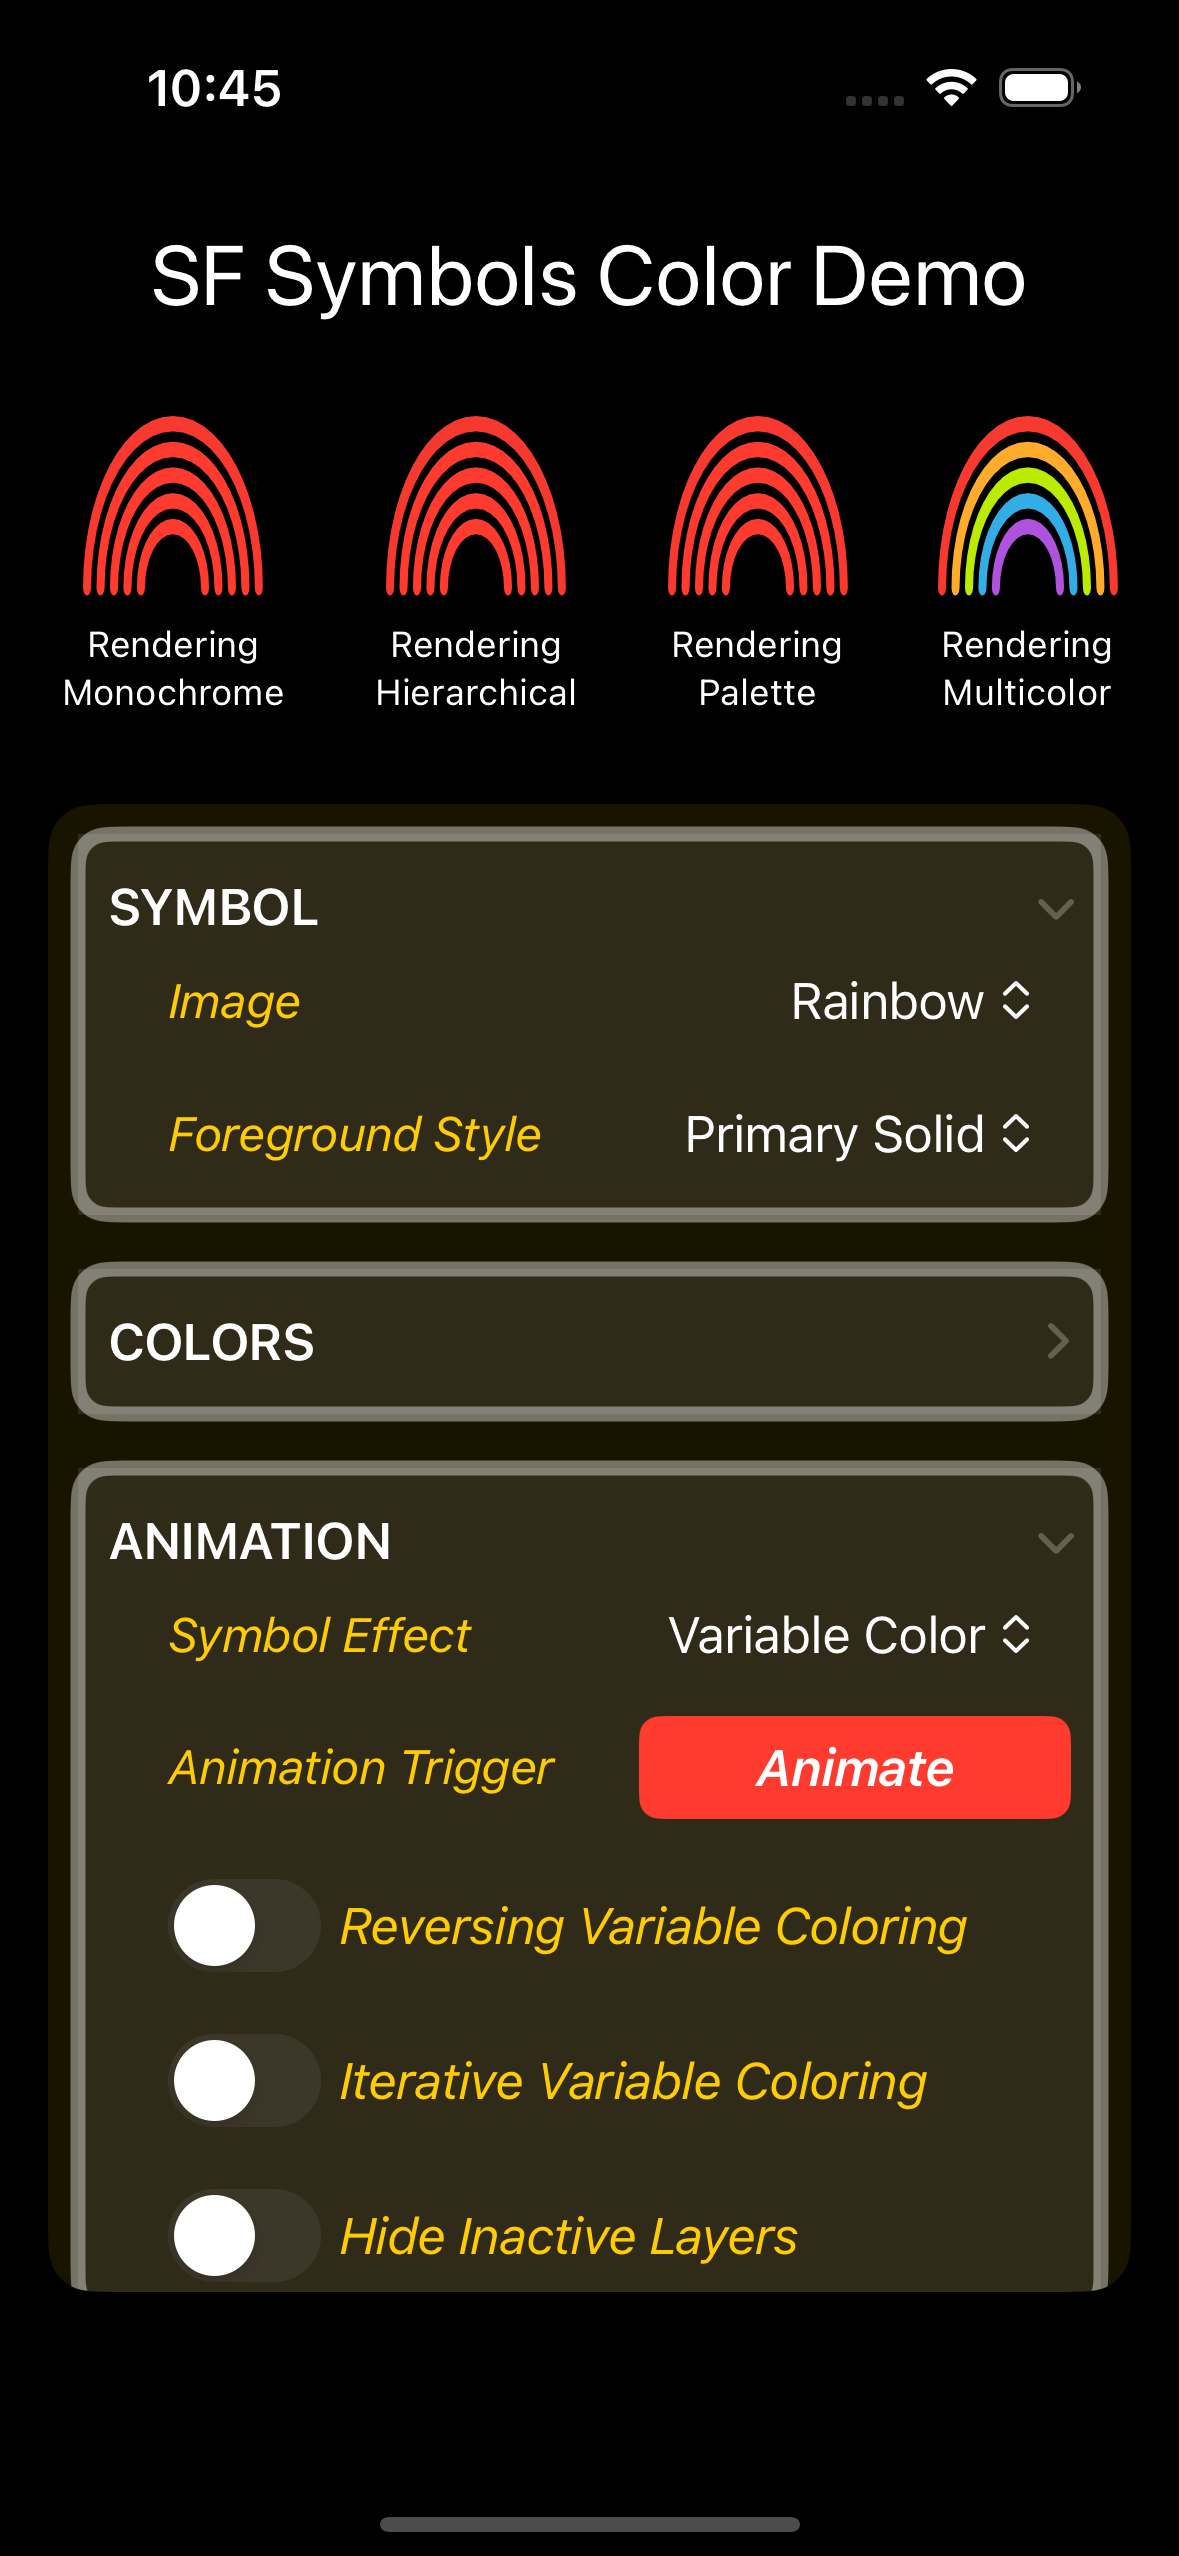 10:45
SF Symbols Color Demo
Rendering Monochrome
Rendering Hierarchical
Rendering Palette
Rendering Multicolor
SYMBOL
Image Rainbow
Foreground Style Primary Solid
COLORS
ANIMATION
Symbol Effect Variable Color
Animation Trigger Animate
Reversing Variable Coloring
Iterative Variable Coloring
Hide Inactive Layers